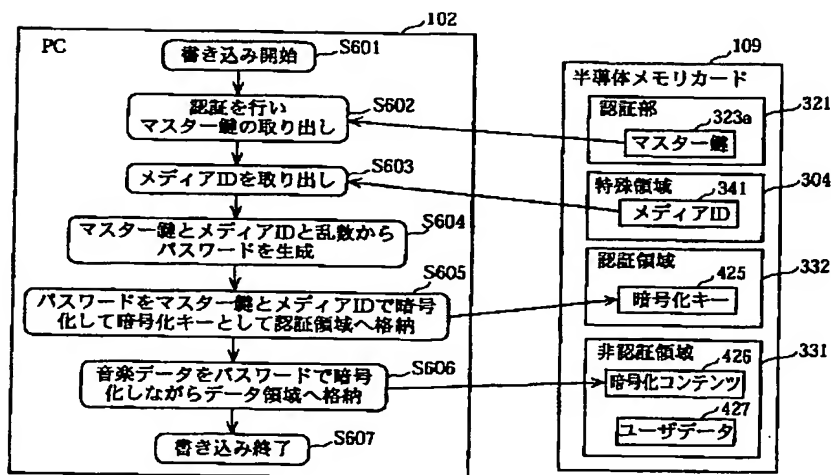 102
PC
書き込み開始
S601
認証を行い
マスター鍵の取り出し
S602
メディアIDを取り出し
S603
マスター鍵とメディアIDと乱数から
パスワードを生成
S604
パスワードをマスター鍵とメディアIDで暗号
化して暗号化キーとして認証領域へ格納
S605
音楽データをパスワードで暗号
化しながらデータ領域へ格納
S606
書き込み終了
S607
109
半導体メモリカード
認証部
321
323a
マスター鍵
特殊領域
304
341
メディアID
認証領域
332
425
暗号化キー
非認証領域
331
426
暗号化コンテンツ
427
ユーザデータ